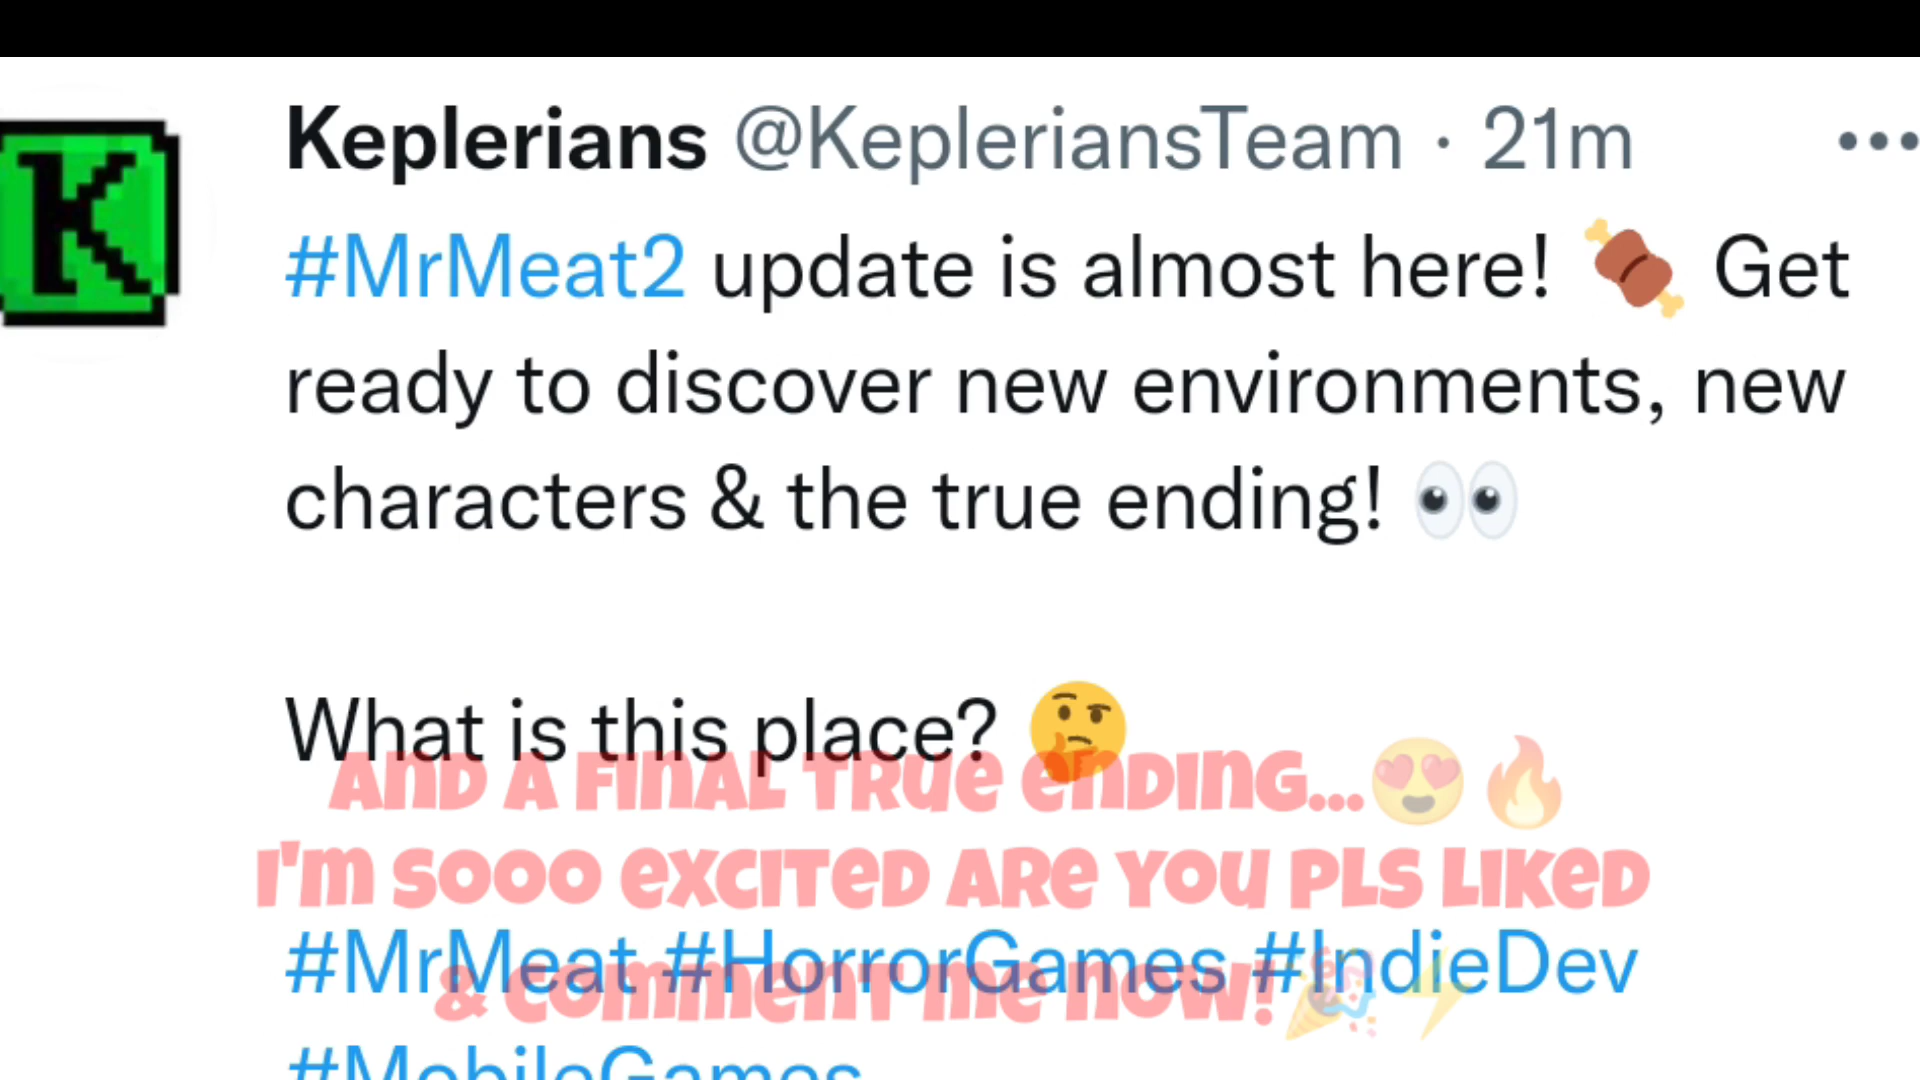 K
Keplerians @KepleriansTeam · 21m
#MrMeat2 update is almost here! 🍖 Get
ready to discover new environments, new
characters & the true ending! 👀
What is this place? 🤔
And a final true ending...😍🔥
I'm sooo excited are you pls liked
#MrMeat #HorrorGames #IndieDev
& comment me now!🎉⚡
#MobileGames